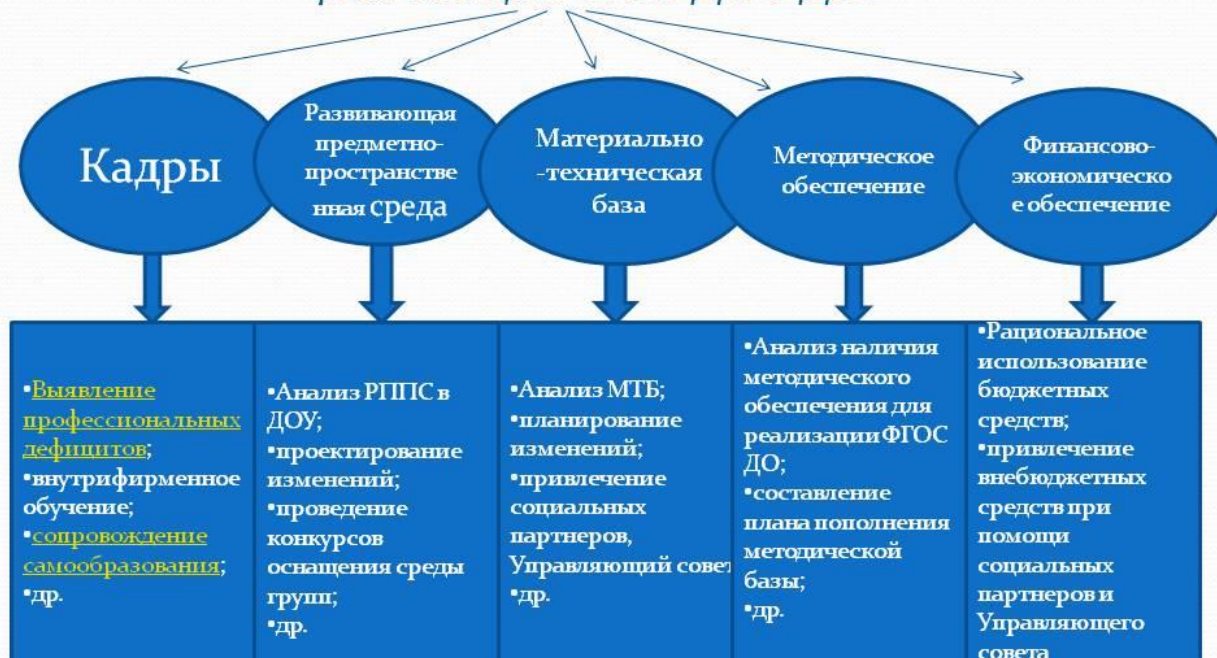 Кадры
Развивающая
предметно-
пространстве
нная среда
Материально
-техническая
база
Методическое
обеспечение
Финансово-
экономическо
е обеспечение
•Выявление
профессиональных
дефицитов;
•внутрифирменное
обучение;
•сопровождение
самообразования;
•др.
•Анализ РППС в
ДОУ;
•проектирование
изменений;
•проведение
конкурсов
оснащения среды
групп;
•др.
•Анализ МТБ;
•планирование
изменений;
•привлечение
социальных
партнеров,
Управляющий совет
•др.
•Анализ наличия
методического
обеспечения для
реализации ФГОС
ДО;
•составление
плана пополнения
методической
базы;
•др.
•Рациональное
использование
бюджетных
средств;
•привлечение
внебюджетных
средств при
помощи
социальных
партнеров и
Управляющего
совета